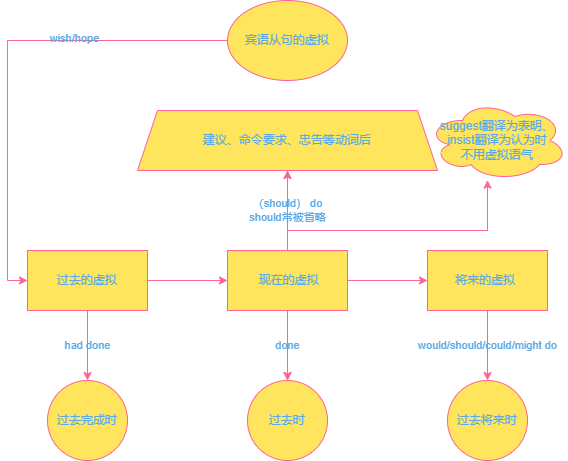 宾语从句的虚拟
wish/hope
建议、命令要求、忠告等动词后
suggest翻译为表明、
insist翻译为认为时
不用虚拟语气
（should） do
should常被省略
过去的虚拟
现在的虚拟
将来的虚拟
had done
done
would/should/could/might do
过去完成时
过去时
过去将来时